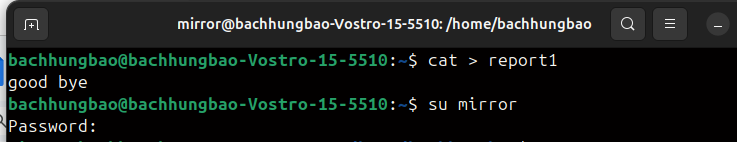 mirror@bachhungbao-Vostro-15-5510: /home/bachhungbao
bachhungbao@bachhungbao-Vostro-15-5510:~$ cat > report1
good bye
bachhungbao@bachhungbao-Vostro-15-5510:~$ su mirror
Password: